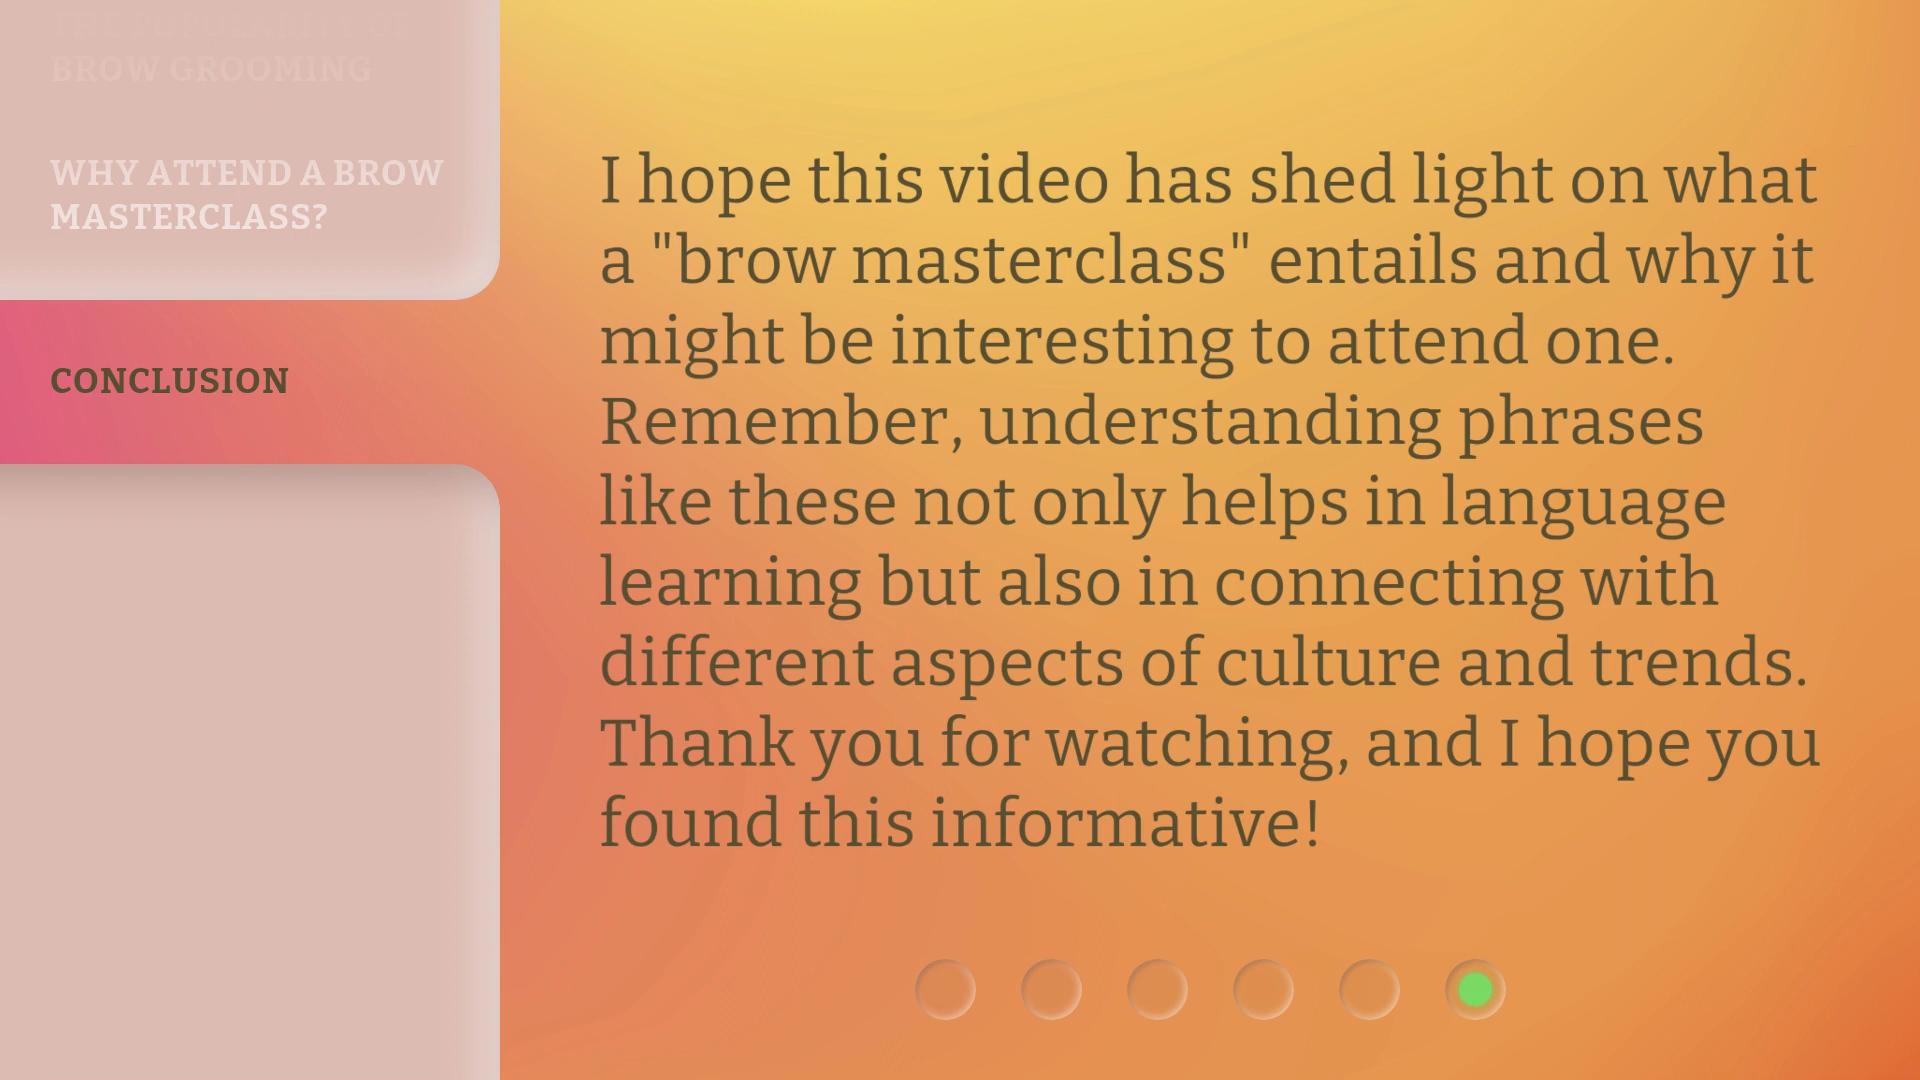 THE POPULARITY OF
BROW GROOMING
WHY ATTEND A BROW
MASTERCLASS?
CONCLUSION
I hope this video has shed light on what
a "brow masterclass" entails and why it
might be interesting to attend one.
Remember, understanding phrases
like these not only helps in language
learning but also in connecting with
different aspects of culture and trends.
Thank you for watching, and I hope you
found this informative!